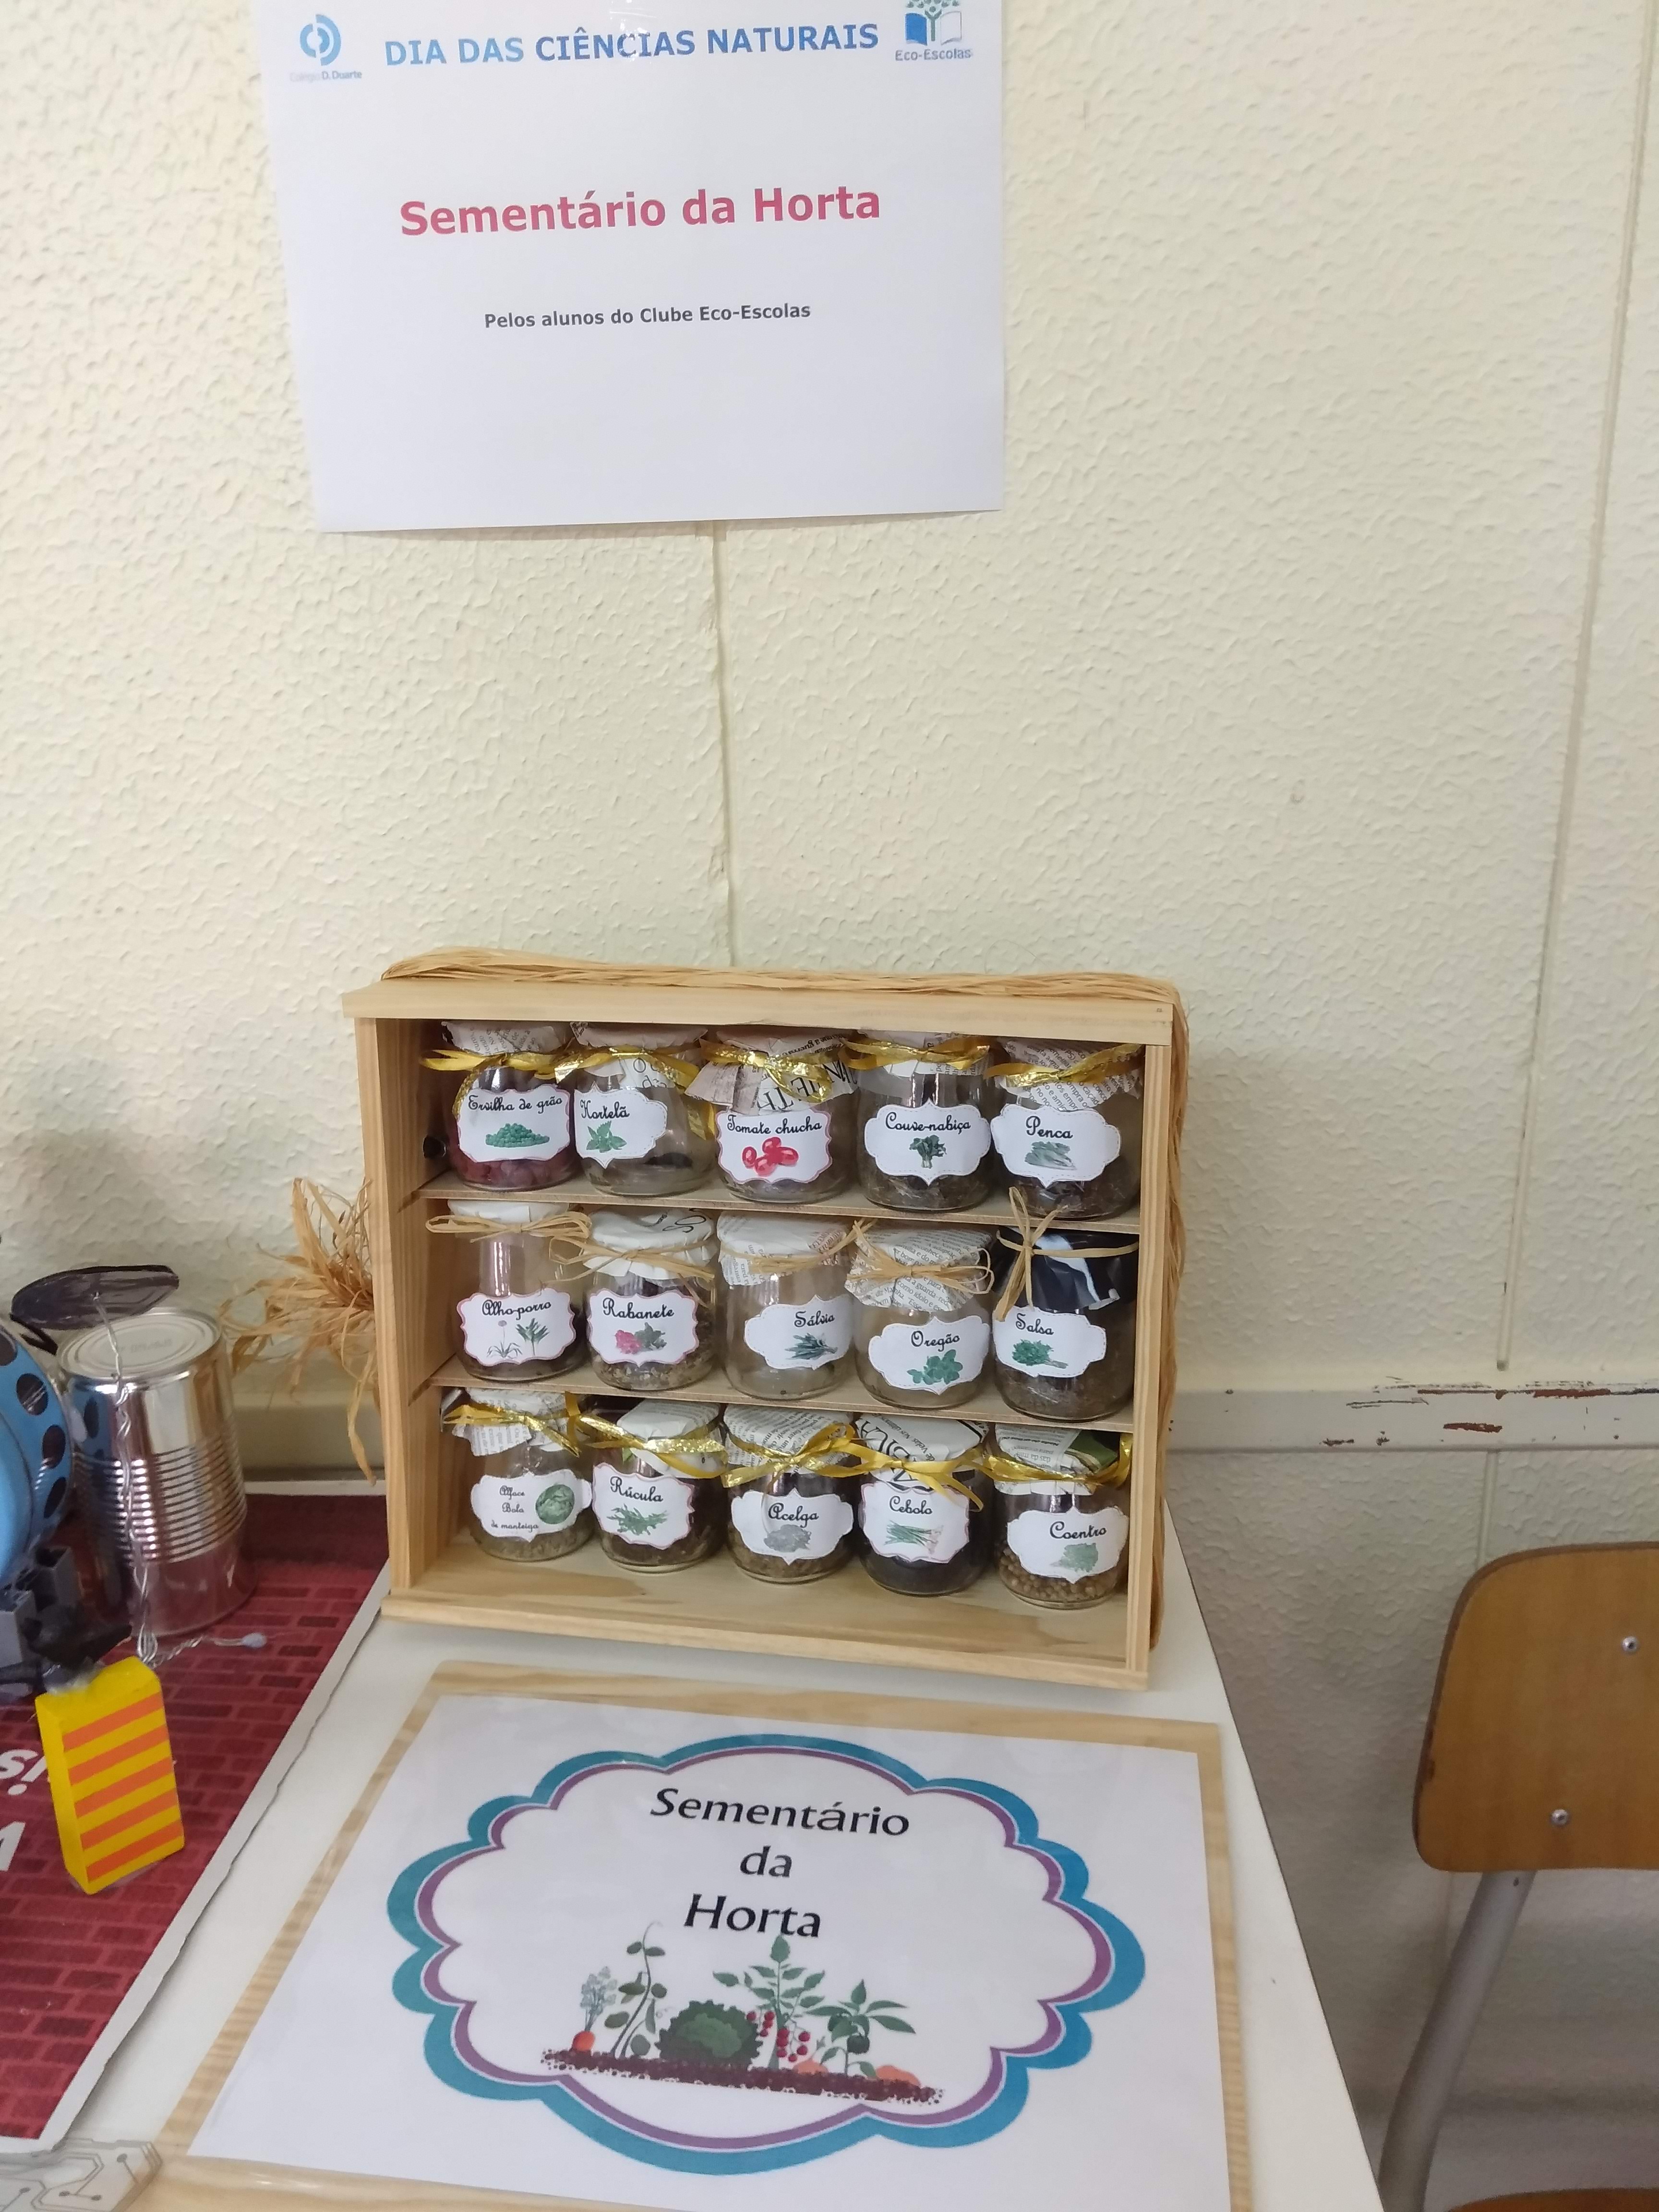 Colégio D. Duarte
DIA DAS CIÊNCIAS NATURAIS
Eco-Escolas
Sementário da Horta
Pelos alunos do Clube Eco-Escolas
Ervilha de grão
Hortelã
Tomate chucha
Couve-nabiça
Penca
Alho-porro
Rabanete
Sálvia
Oregão
Salsa
Alface
Bola
de manteiga
Rúcula
Acelga
Cebolo
Coentro
Sementário
da
Horta